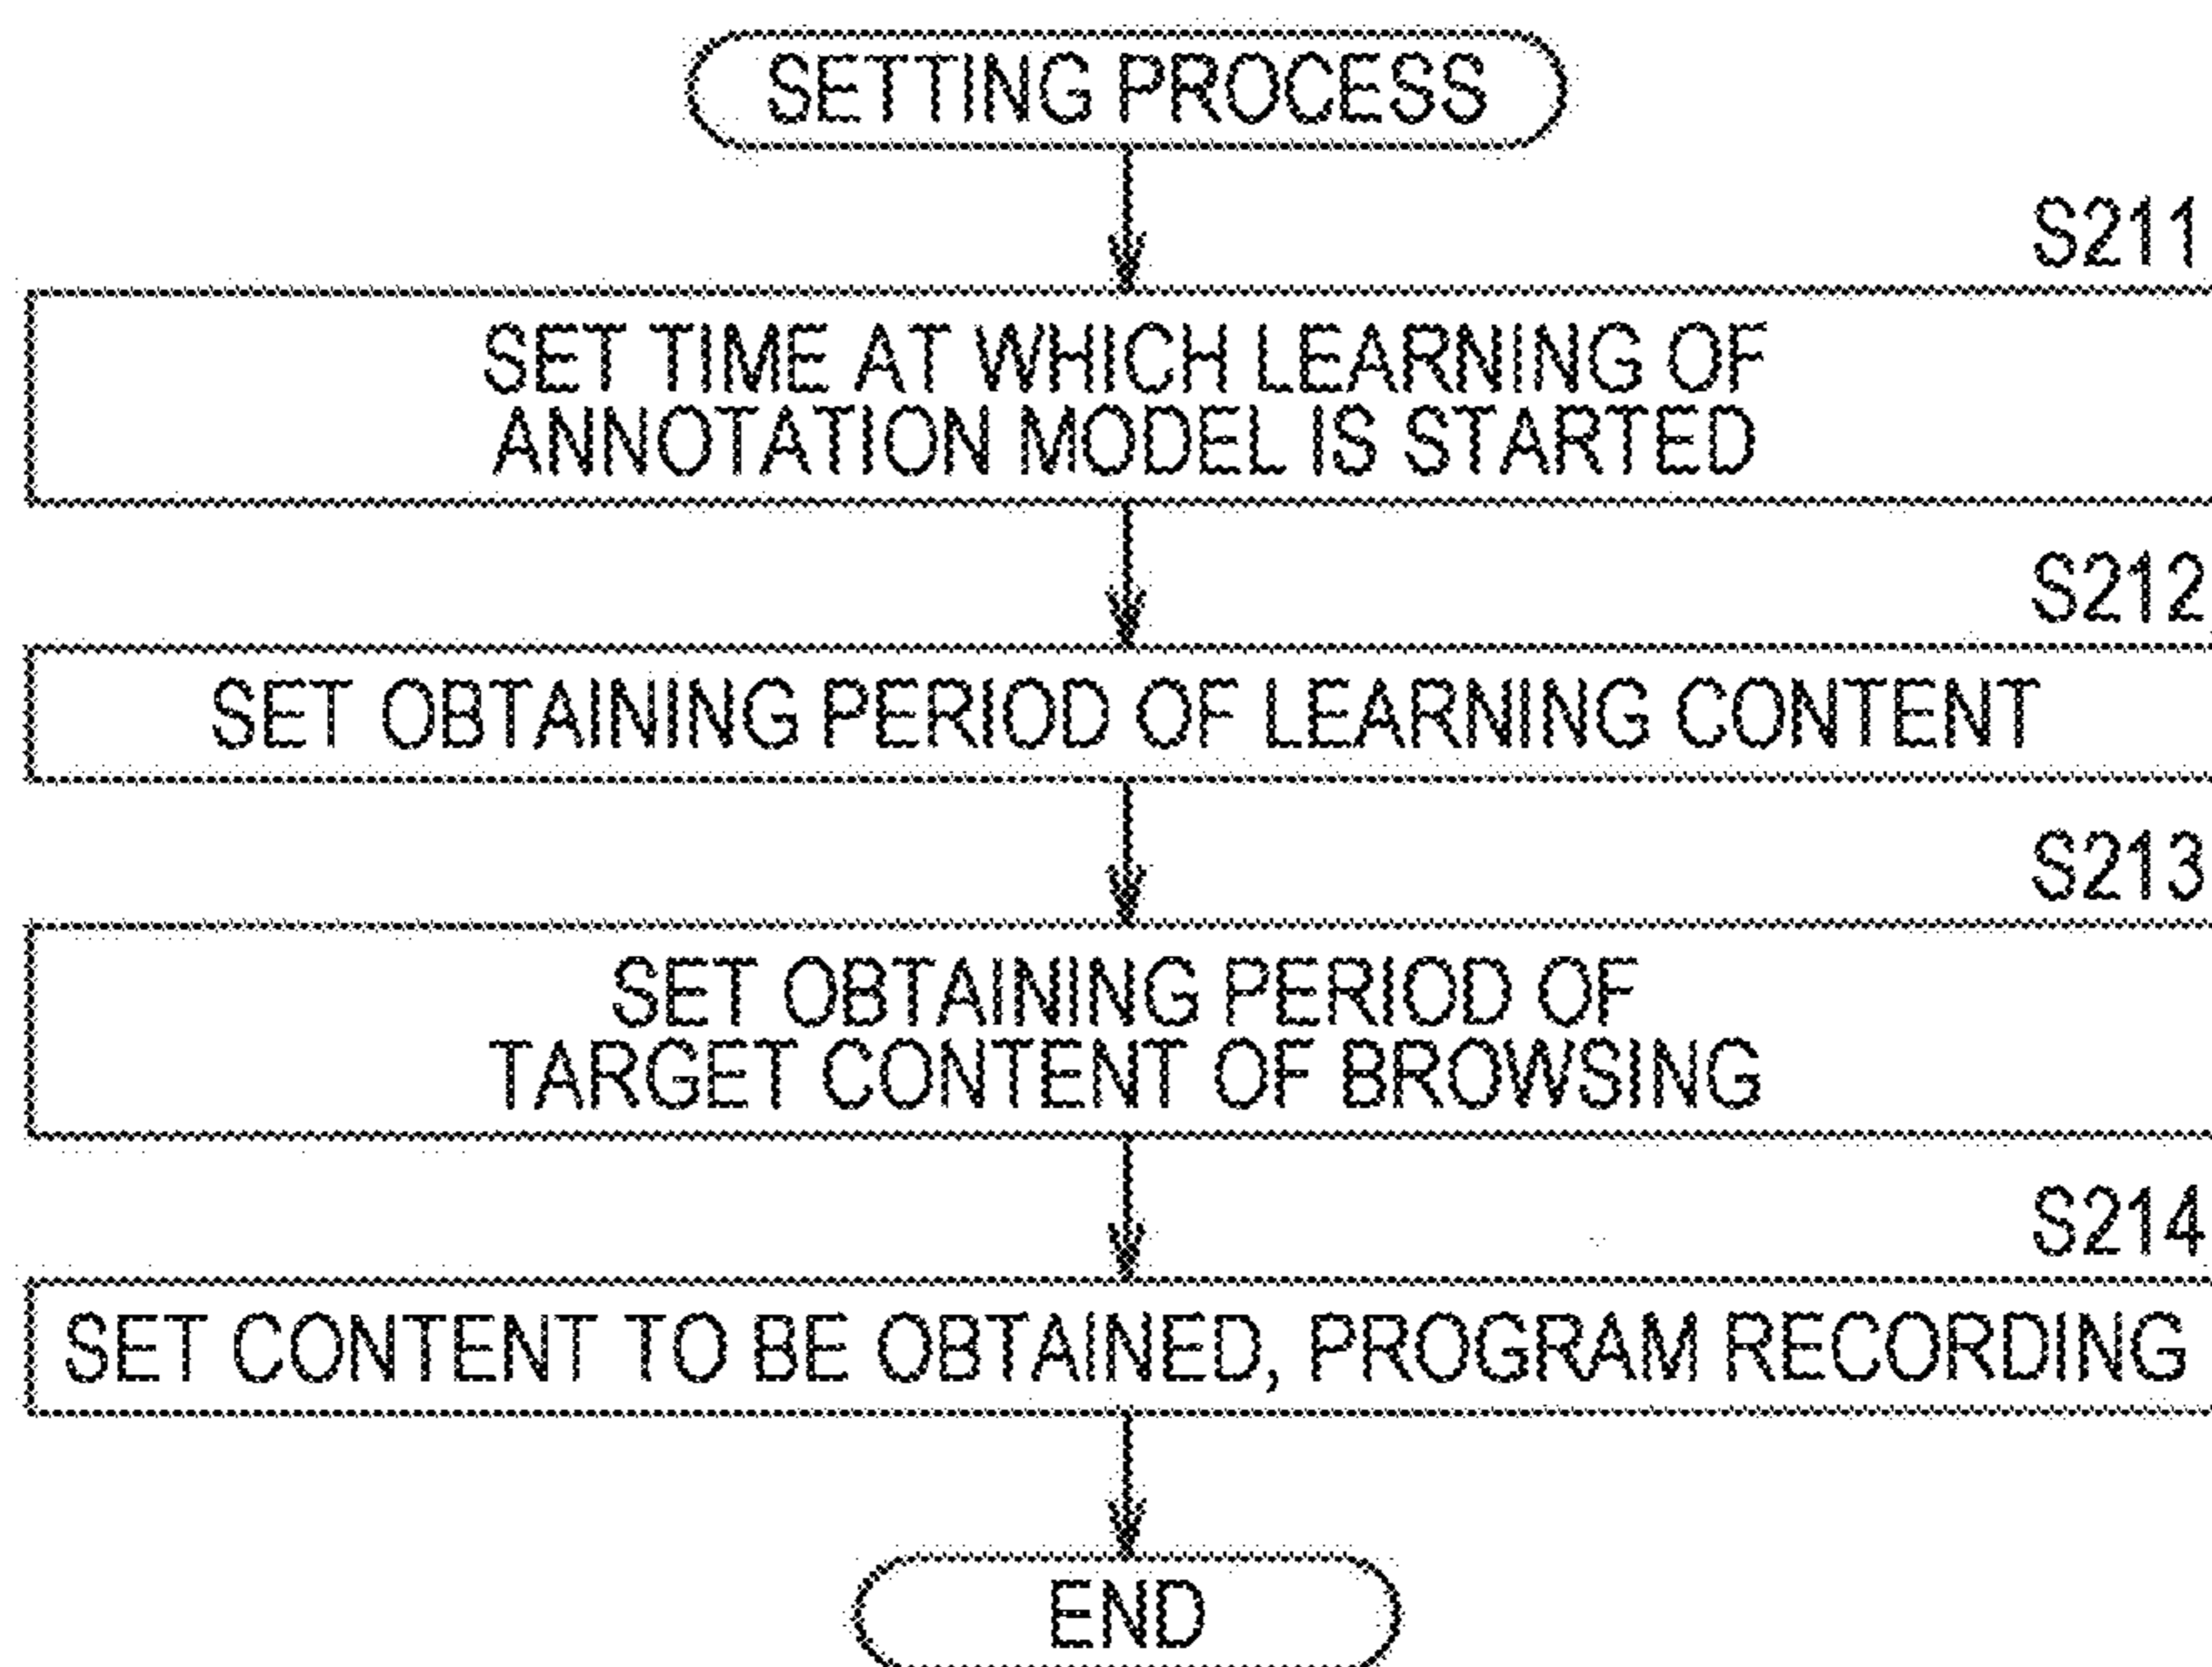 SETTING PROCESS
S211
SET TIME AT WHICH LEARNING OF
ANNOTATION MODEL IS STARTED
S212
SET OBTAINING PERIOD OF LEARNING CONTENT
S213
SET OBTAINING PERIOD OF
TARGET CONTENT OF BROWSING
S214
SET CONTENT TO BE OBTAINED, PROGRAM RECORDING
END